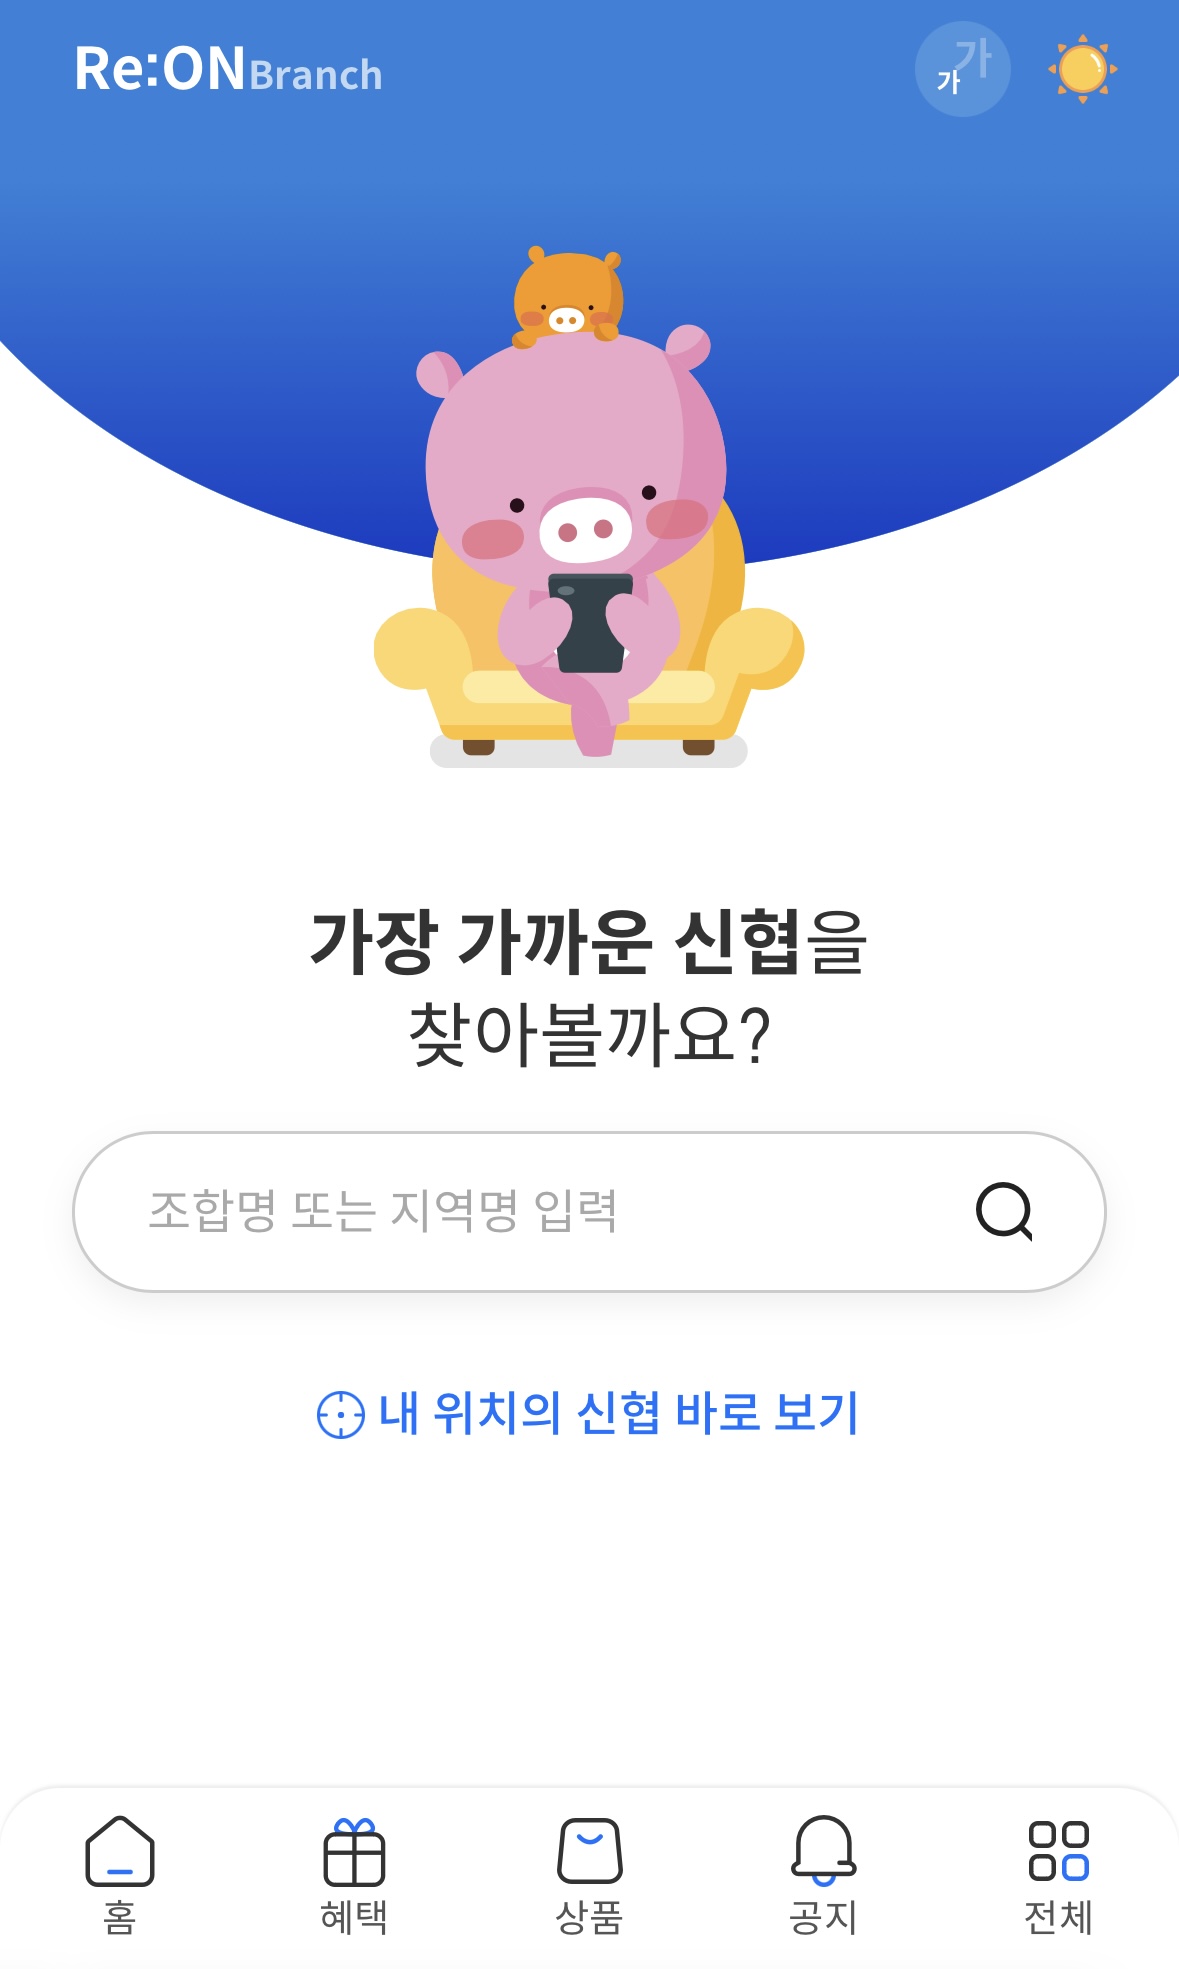 Re:ON Branch
가가
가장 가까운 신협을
찾아볼까요?
조합명 또는 지역명 입력
내 위치의 신협 바로 보기
홈 혜택 상품 공지 전체